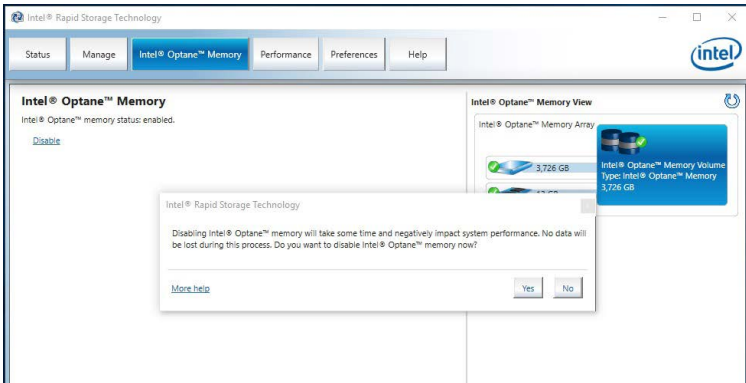 Intel® Rapid Storage Technology
Status
Manage
Intel® Optane™ Memory
Performance
Preferences
Help
intel
Intel® Optane™ Memory
Intel® Optane™ memory status: enabled.
Disable
Intel® Optane™ Memory View
Intel® Optane™ Memory Array
3,726 GB
Intel® Optane™ Memory Volume
Type: Intel® Optane™ Memory
3,726 GB
Intel® Rapid Storage Technology
Disabling Intel® Optane™ memory will take some time and negatively impact system performance. No data will
be lost during this process. Do you want to disable Intel® Optane™ memory now?
More help
Yes
No